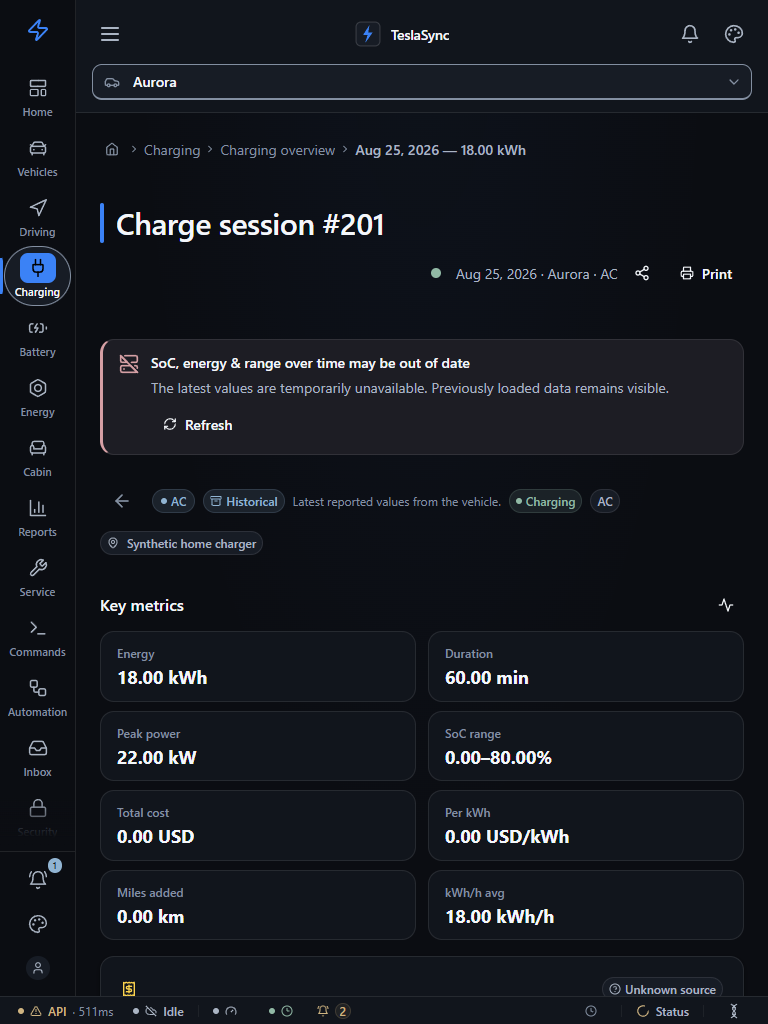 TeslaSync
Aurora
Home
Vehicles
Driving
Charging
Battery
Energy
Cabin
Reports
Service
Commands
Automation
Inbox
Security
1
Charging
Charging overview
Aug 25, 2026 — 18.00 kWh
Charge session #201
Aug 25, 2026 · Aurora · AC
Print
SoC, energy & range over time may be out of date
The latest values are temporarily unavailable. Previously loaded data remains visible.
Refresh
AC
Historical
Latest reported values from the vehicle.
Charging
AC
Synthetic home charger
Key metrics
Energy
18.00 kWh
Duration
60.00 min
Peak power
22.00 kW
SoC range
0.00–80.00%
Total cost
0.00 USD
Per kWh
0.00 USD/kWh
Miles added
0.00 km
kWh/h avg
18.00 kWh/h
Unknown source
API · 511ms
Idle
2
Status